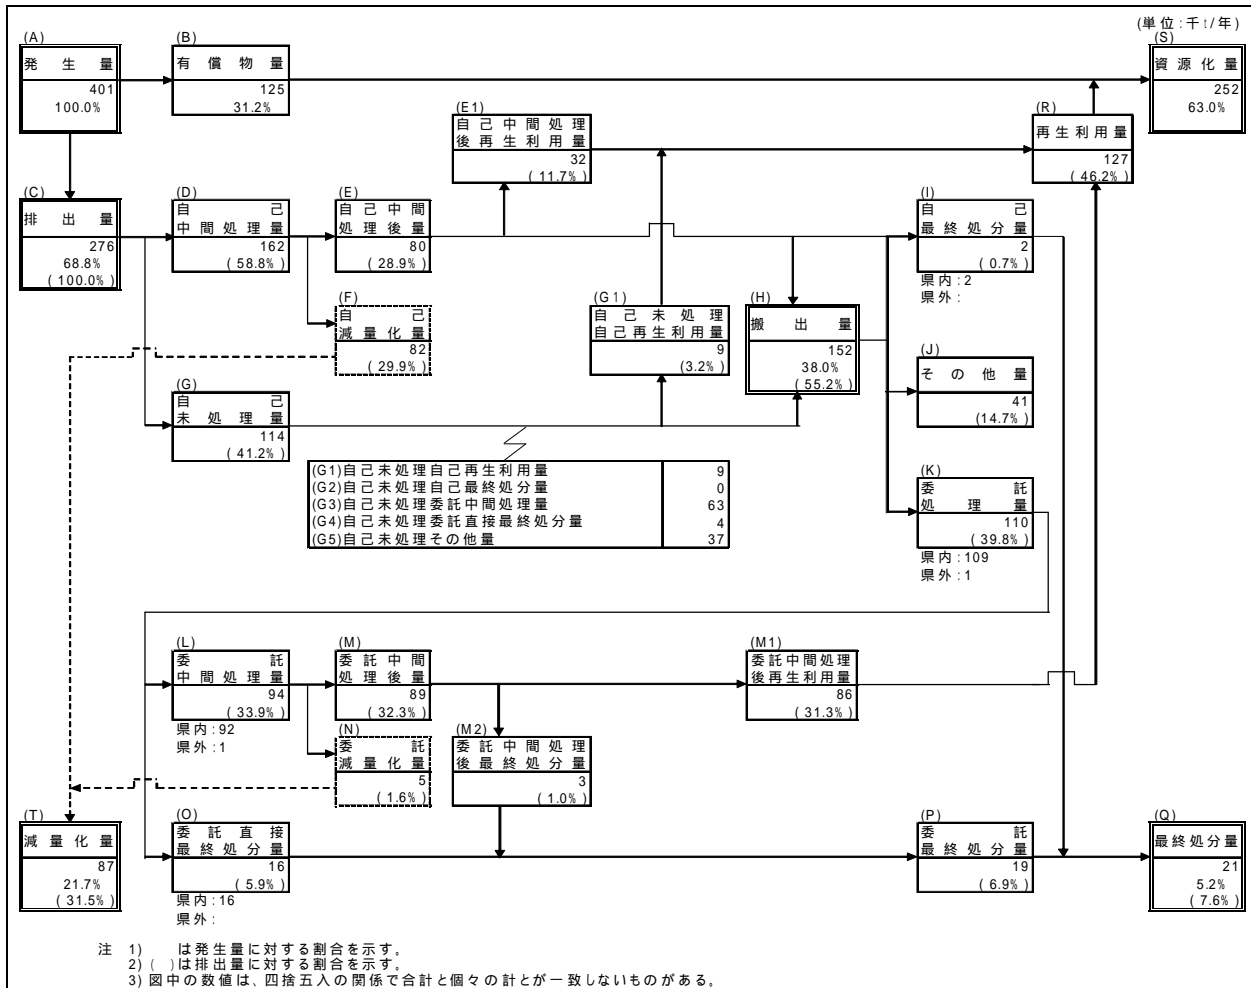 (単位:千t/年)
(A)
発生量
401
100.0%
(B)
有償物量
125
31.2%
(S)
資源化量
252
63.0%
(E1)
自己中間処理
後再生利用量
32
(11.7%)
(R)
再生利用量
127
(46.2%)
(C)
排出量
276
68.8%
(100.0%)
(D)
自己
中間処理量
162
(58.8%)
(E)
自己中間
処理後量
80
(28.9%)
(I)
自己
最終処分量
2
(0.7%)
県内:2
県外:
(F)
自己
減量化量
82
(29.9%)
(G1)
自己未処理
自己再生利用量
9
(3.2%)
(H)
搬出量
152
38.0%
(55.2%)
(J)
その他量
41
(14.7%)
(G)
自己
未処理量
114
(41.2%)
(G1)自己未処理自己再生利用量 9
(G2)自己未処理自己最終処分量 0
(G3)自己未処理委託中間処理量 63
(G4)自己未処理委託直接最終処分量 4
(G5)自己未処理その他量 37
(K)
委託
処理量
110
(39.8%)
県内:109
県外:1
(L)
委託
中間処理量
94
(33.9%)
県内:92
県外:1
(M)
委託中間
処理後量
89
(32.3%)
(M1)
委託中間処理
後再生利用量
86
(31.3%)
(N)
委託
減量化量
5
(1.6%)
(M2)
委託中間処理
後最終処分量
3
(1.0%)
(T)
減量化量
87
21.7%
(31.5%)
(O)
委託直接
最終処分量
16
(5.9%)
県内:16
県外:
(P)
委託
最終処分量
19
(6.9%)
(Q)
最終処分量
21
5.2%
(7.6%)
注 1) は発生量に対する割合を示す。
2) ( )は排出量に対する割合を示す。
3) 図中の数値は、四捨五入の関係で合計と個々の計とが一致しないものがある。